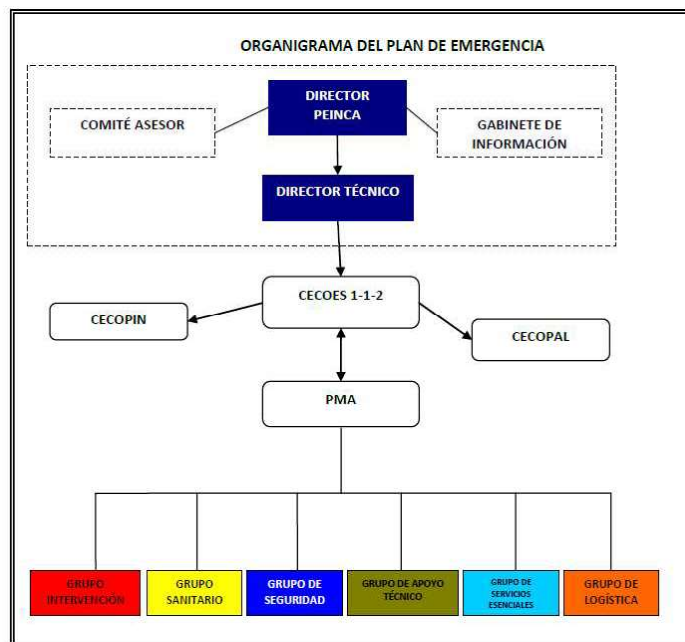 ORGANIGRAMA DEL PLAN DE EMERGENCIA
DIRECTOR
PEINCA
COMITÉ ASESOR
GABINETE DE
INFORMACIÓN
DIRECTOR TÉCNICO
CECOES 1-1-2
CECOPIN
CECOPAL
PMA
GRUPO
INTERVENCIÓN
GRUPO
SANITARIO
GRUPO DE
SEGURIDAD
GRUPO DE APOYO
TÉCNICO
GRUPO DE
SERVICIOS
ESENCIALES
GRUPO DE
LOGÍSTICA